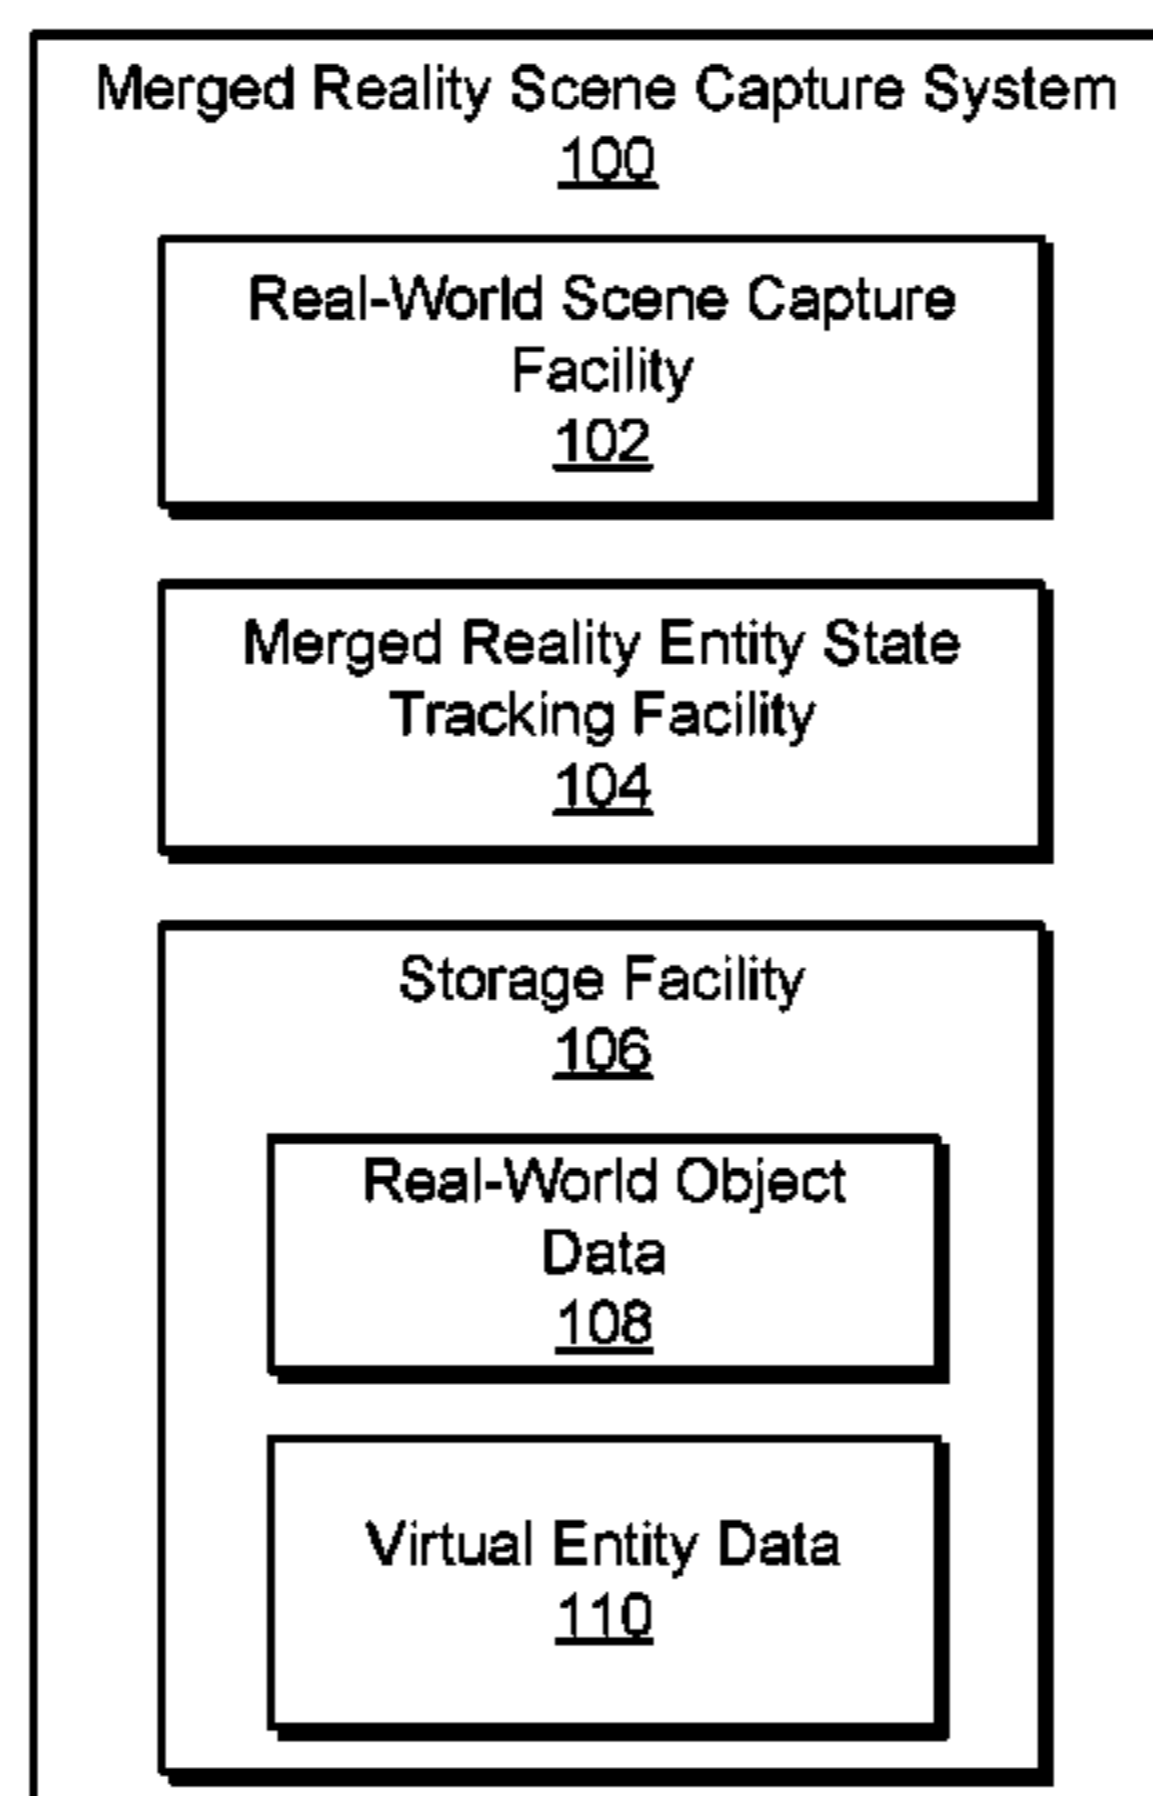 Merged Reality Scene Capture System
100
Real-World Scene Capture
Facility
102
Merged Reality Entity State
Tracking Facility
104
Storage Facility
106
Real-World Object
Data
108
Virtual Entity Data
110